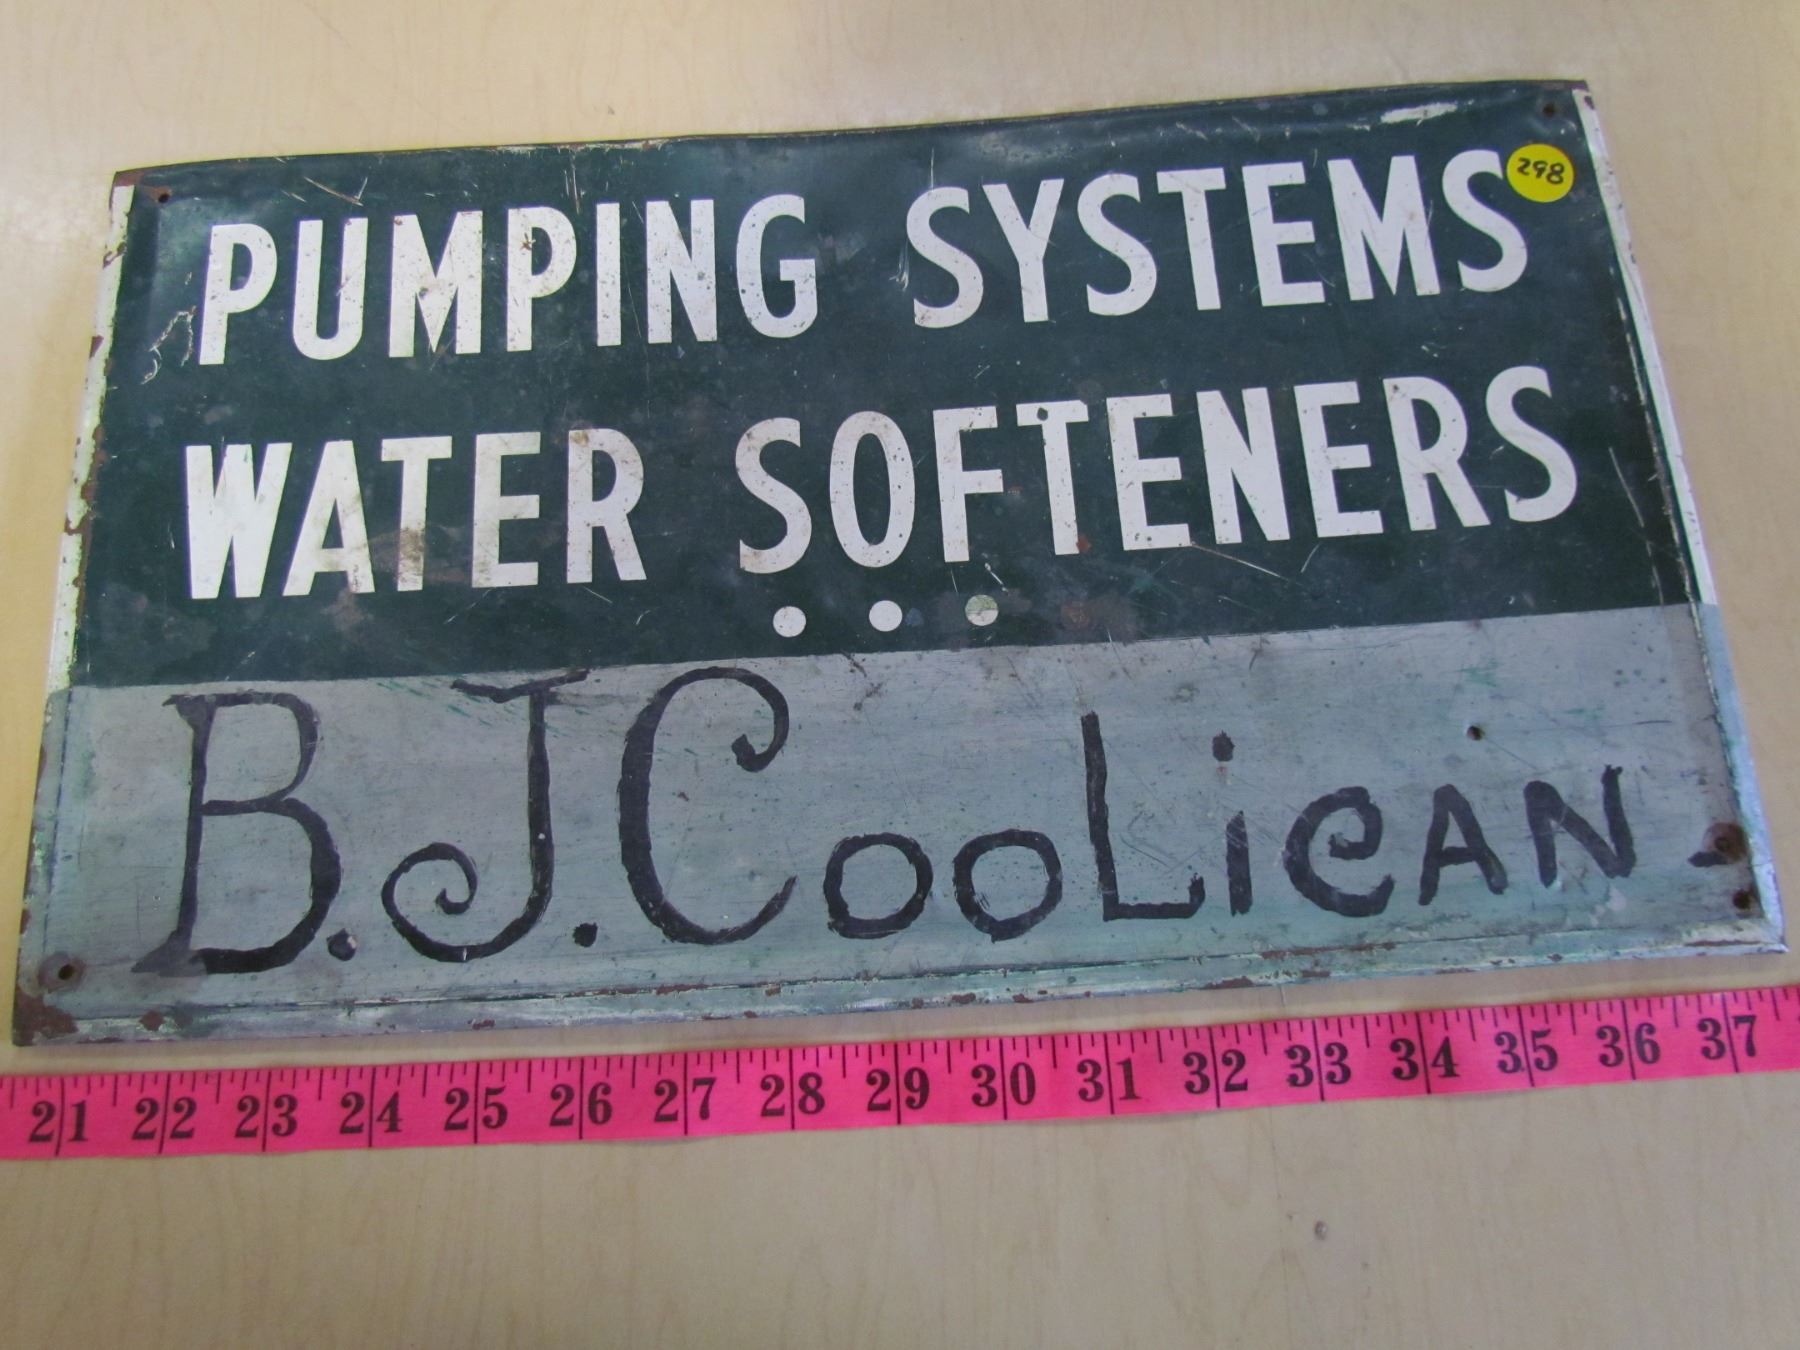 298
PUMPING SYSTEMS
WATER SOFTENERS
B.J.CooLicAN
21 22 23 24 25 26 27 28 29 30 31 32 33 34 35 36 37